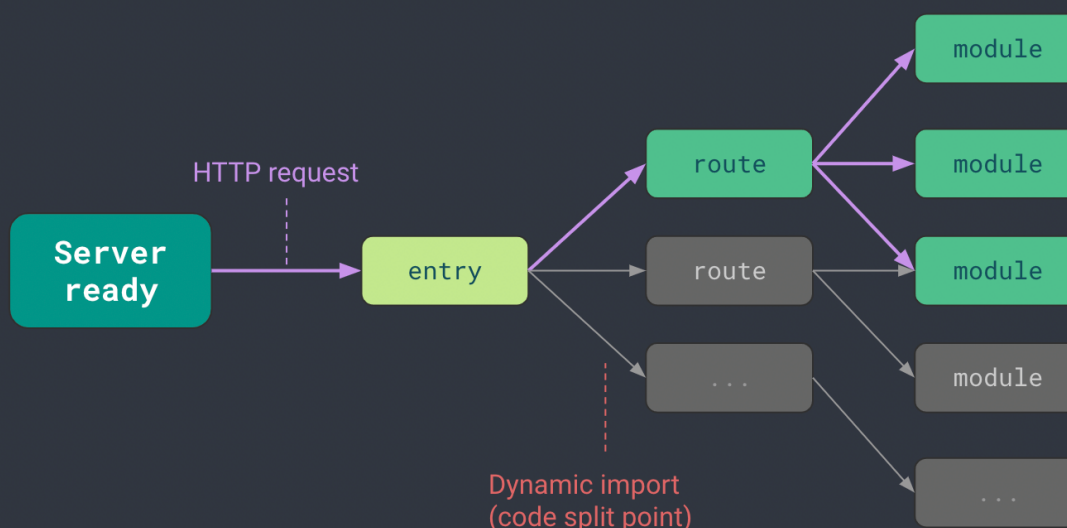 HTTP request
Server
ready
entry
route
route
...
module
module
module
module
...
Dynamic import
(code split point)